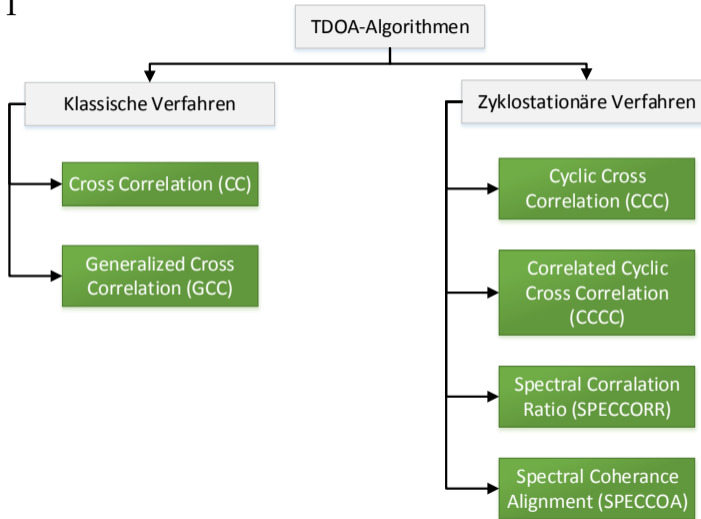 TDOA-Algorithmen
Klassische Verfahren
Cross Correlation (CC)
Generalized Cross
Correlation (GCC)
Zyklostationäre Verfahren
Cyclic Cross
Correlation (CCC)
Correlated Cyclic
Cross Correlation
(CCCC)
Spectral Corralation
Ratio (SPECCORR)
Spectral Coherance
Alignment (SPECCOA)